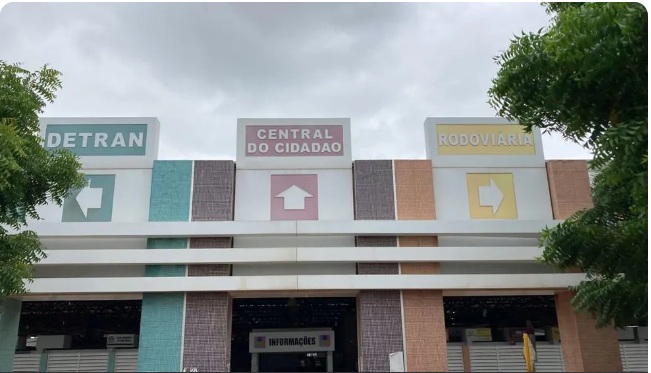 DETRAN
CENTRAL
DO CIDADAO
RODOVIÁRIA
INFORMAÇÕES